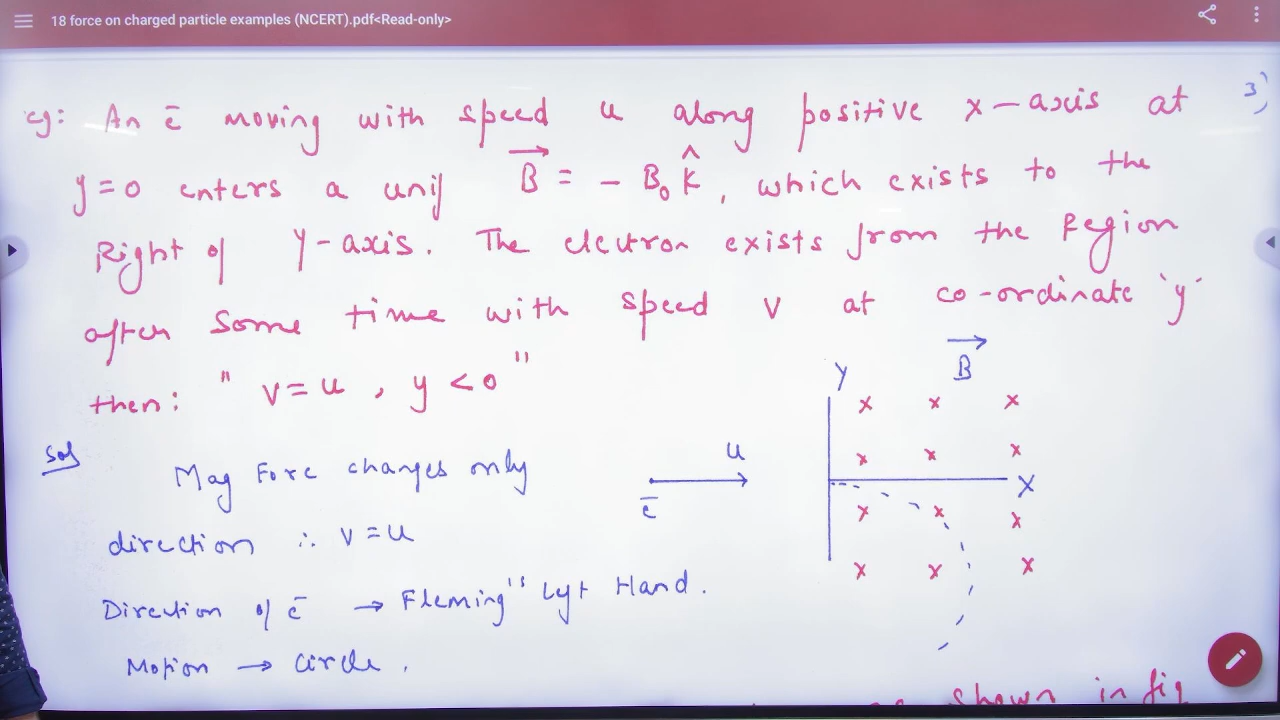 18 force on charged particle examples (NCERT).pdf<Read-only>
3)
eg: An ē moving with speed u along positive x-axis at
y=0 enters a unif B⃗ = - B₀ k̂, which exists to the
Right of Y-axis. The electron exists from the Region
after some time with speed v at co-ordinate 'y'
then: " v=u , y<0 "
Sol
Mag Force changes only
direction ∴ v=u
Direction of ē → Fleming's Left Hand.
Motion → circle.
ē
u
Y
B⃗
x x x
x x x
X
x x x
x x x
shown in fig